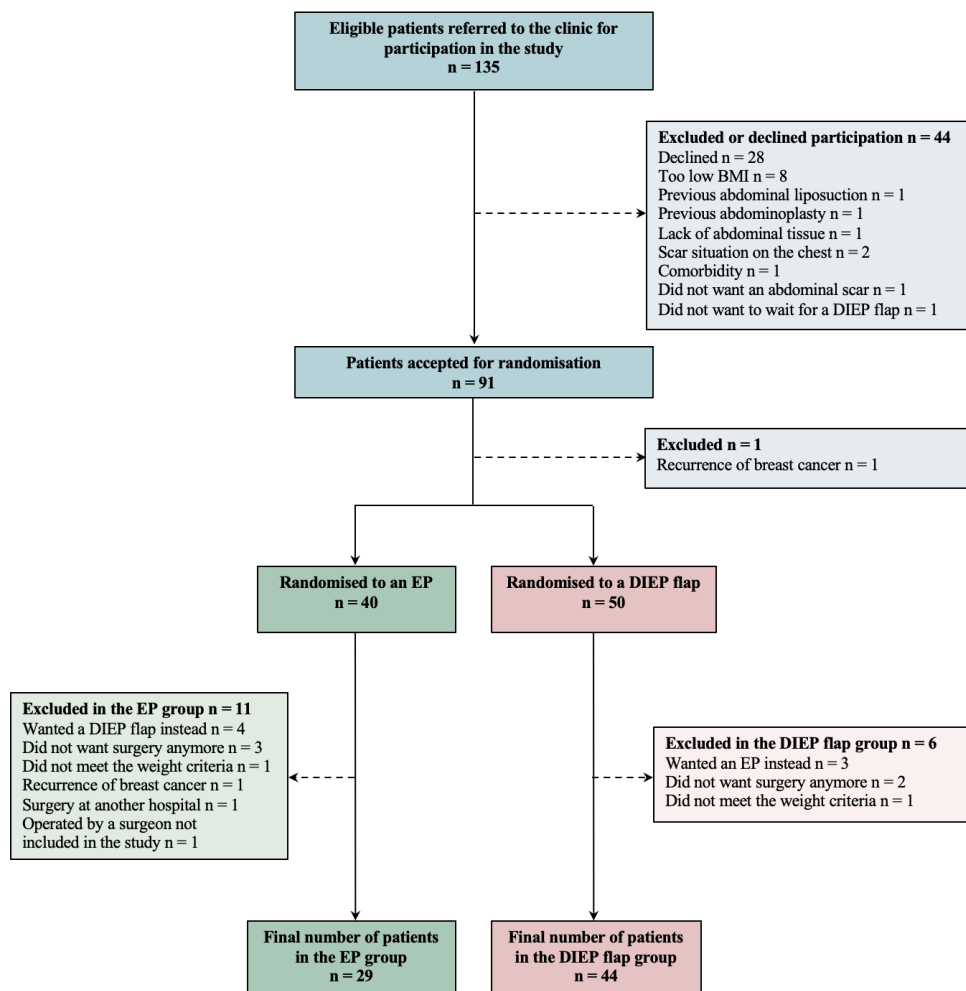 Eligible patients referred to the clinic for
participation in the study
n = 135
Excluded or declined participation n = 44
Declined n = 28
Too low BMI n = 8
Previous abdominal liposuction n = 1
Previous abdominoplasty n = 1
Lack of abdominal tissue n = 1
Scar situation on the chest n = 2
Comorbidity n = 1
Did not want an abdominal scar n = 1
Did not want to wait for a DIEP flap n = 1
Patients accepted for randomisation
n = 91
Excluded n = 1
Recurrence of breast cancer n = 1
Randomised to an EP
n = 40
Randomised to a DIEP flap
n = 50
Excluded in the EP group n = 11
Wanted a DIEP flap instead n = 4
Did not want surgery anymore n = 3
Did not meet the weight criteria n = 1
Recurrence of breast cancer n = 1
Surgery at another hospital n = 1
Operated by a surgeon not
included in the study n = 1
Excluded in the DIEP flap group n = 6
Wanted an EP instead n = 3
Did not want surgery anymore n = 2
Did not meet the weight criteria n = 1
Final number of patients
in the EP group
n = 29
Final number of patients
in the DIEP flap group
n = 44